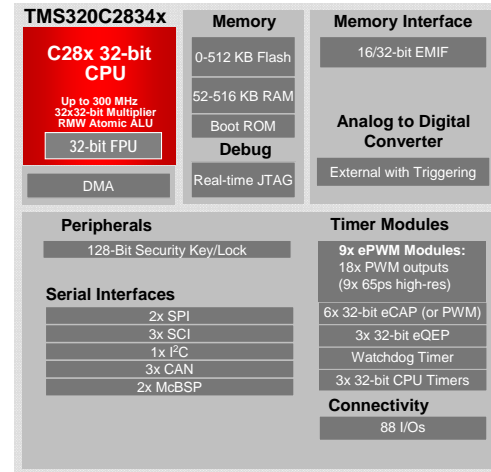 TMS320C2834x
C28x 32-bit
CPU
Up to 300 MHz
32x32-bit Multiplier
RMW Atomic ALU
32-bit FPU
DMA
Memory
0-512 KB Flash
52-516 KB RAM
Boot ROM
Debug
Real-time JTAG
Memory Interface
16/32-bit EMIF
Analog to Digital
Converter
External with Triggering
Peripherals
128-Bit Security Key/Lock
Serial Interfaces
2x SPI
3x SCI
1x I²C
3x CAN
2x McBSP
Timer Modules
9x ePWM Modules:
18x PWM outputs
(9x 65ps high-res)
6x 32-bit eCAP (or PWM)
3x 32-bit eQEP
Watchdog Timer
3x 32-bit CPU Timers
Connectivity
88 I/Os